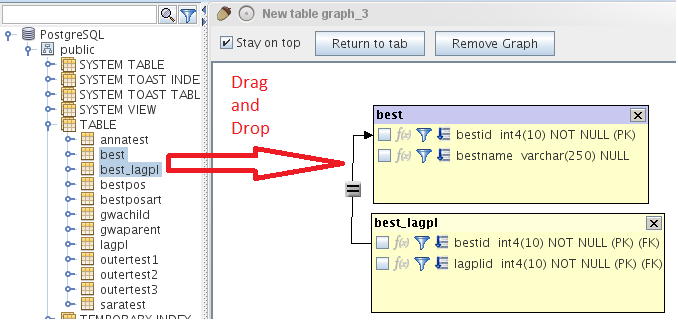 New table graph_3
PostgreSQL
public
SYSTEM TABLE
SYSTEM TOAST INDE
SYSTEM TOAST TABL
SYSTEM VIEW
TABLE
annatest
best
best_lagpl
bestpos
bestposart
gwachild
gwaparent
lagpl
outertest1
outertest2
outertest3
saratest
TEMPORARY INDEX
Stay on top
Return to tab
Remove Graph
Drag
and
Drop
best
f(x) bestid int4(10) NOT NULL (PK)
f(x) bestname varchar(250) NULL
=
best_lagpl
f(x) bestid int4(10) NOT NULL (PK) (FK)
f(x) lagplid int4(10) NOT NULL (PK) (FK)